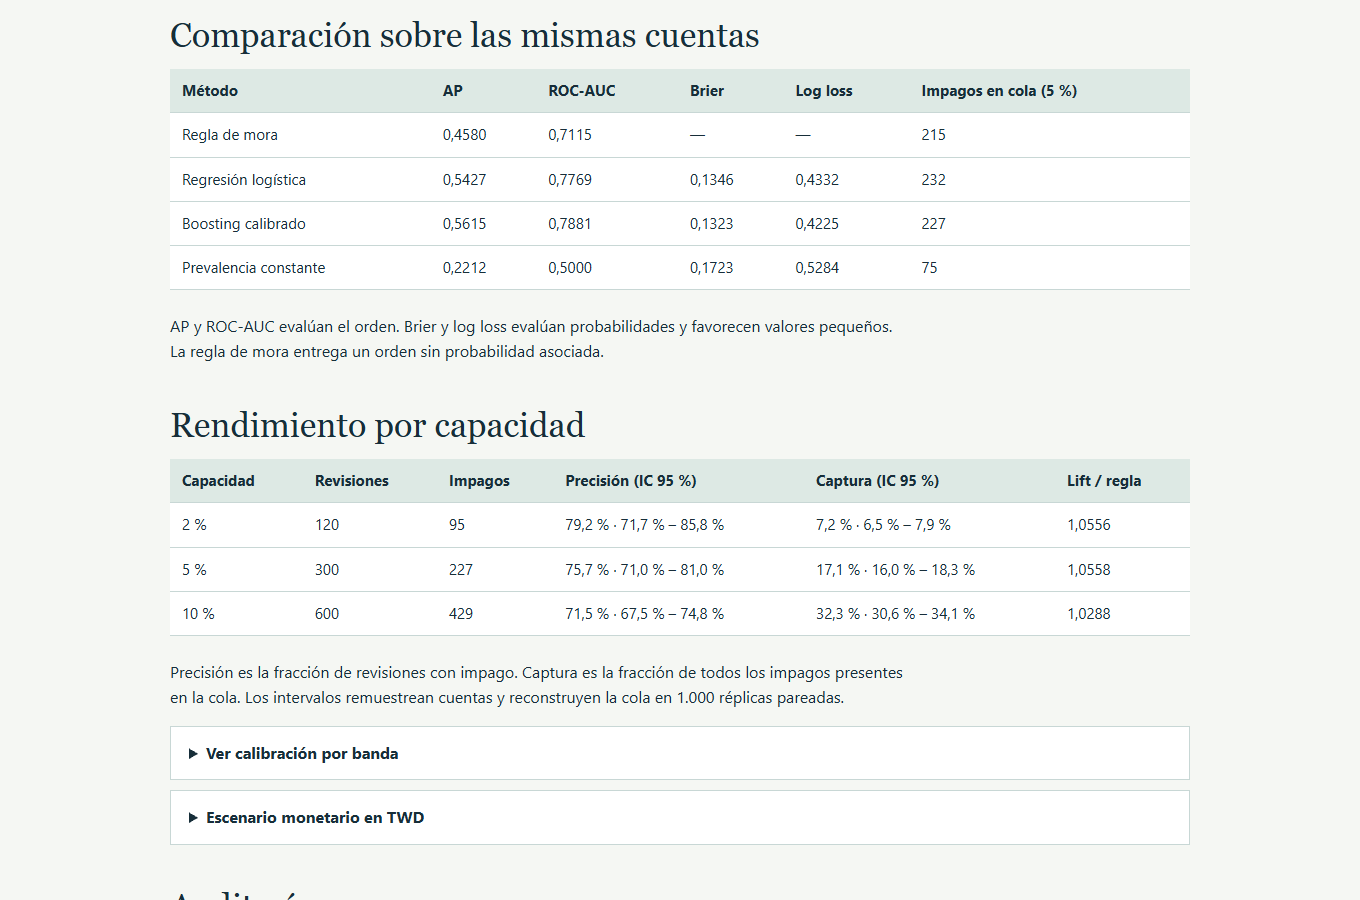 Comparación sobre las mismas cuentas
Método AP ROC-AUC Brier Log loss Impagos en cola (5 %)
Regla de mora 0,4580 0,7115 — — 215
Regresión logística 0,5427 0,7769 0,1346 0,4332 232
Boosting calibrado 0,5615 0,7881 0,1323 0,4225 227
Prevalencia constante 0,2212 0,5000 0,1723 0,5284 75
AP y ROC-AUC evalúan el orden. Brier y log loss evalúan probabilidades y favorecen valores pequeños.
La regla de mora entrega un orden sin probabilidad asociada.
Rendimiento por capacidad
Capacidad Revisiones Impagos Precisión (IC 95 %) Captura (IC 95 %) Lift / regla
2 % 120 95 79,2 % · 71,7 % – 85,8 % 7,2 % · 6,5 % – 7,9 % 1,0556
5 % 300 227 75,7 % · 71,0 % – 81,0 % 17,1 % · 16,0 % – 18,3 % 1,0558
10 % 600 429 71,5 % · 67,5 % – 74,8 % 32,3 % · 30,6 % – 34,1 % 1,0288
Precisión es la fracción de revisiones con impago. Captura es la fracción de todos los impagos presentes
en la cola. Los intervalos remuestrean cuentas y reconstruyen la cola en 1.000 réplicas pareadas.
▶ Ver calibración por banda
▶ Escenario monetario en TWD